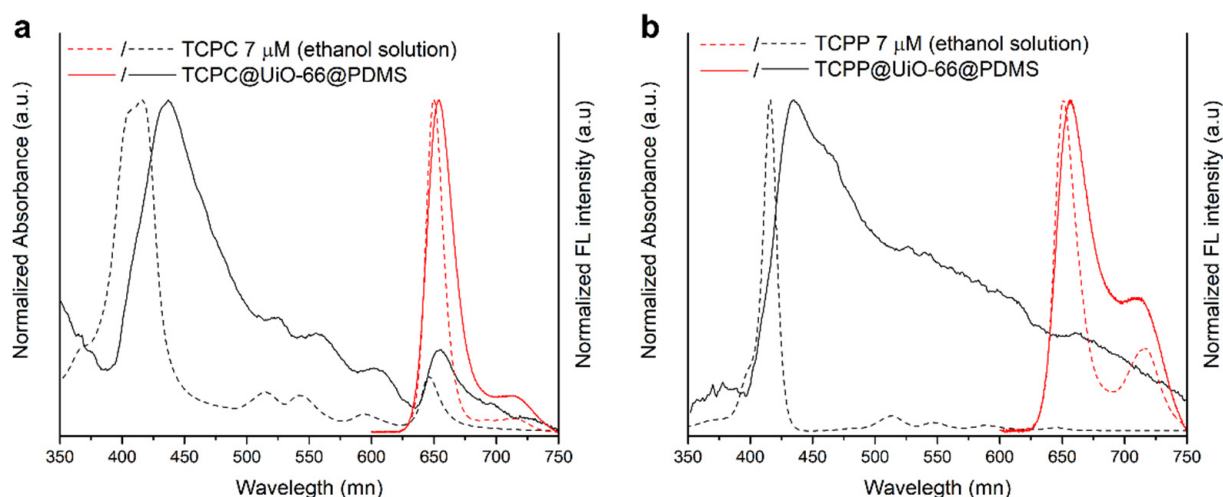 a
/ TCPC 7 μM (ethanol solution)
/ TCPC@UiO-66@PDMS
Normalized Absorbance (a.u.)
Normalized FL intensity (a.u)
350 400 450 500 550 600 650 700 750
Wavelegth (mn)
b
/ TCPP 7 μM (ethanol solution)
/ TCPP@UiO-66@PDMS
Normalized Absorbance (a.u.)
Normalized FL intensity (a.u)
350 400 450 500 550 600 650 700 750
Wavelegth (mn)